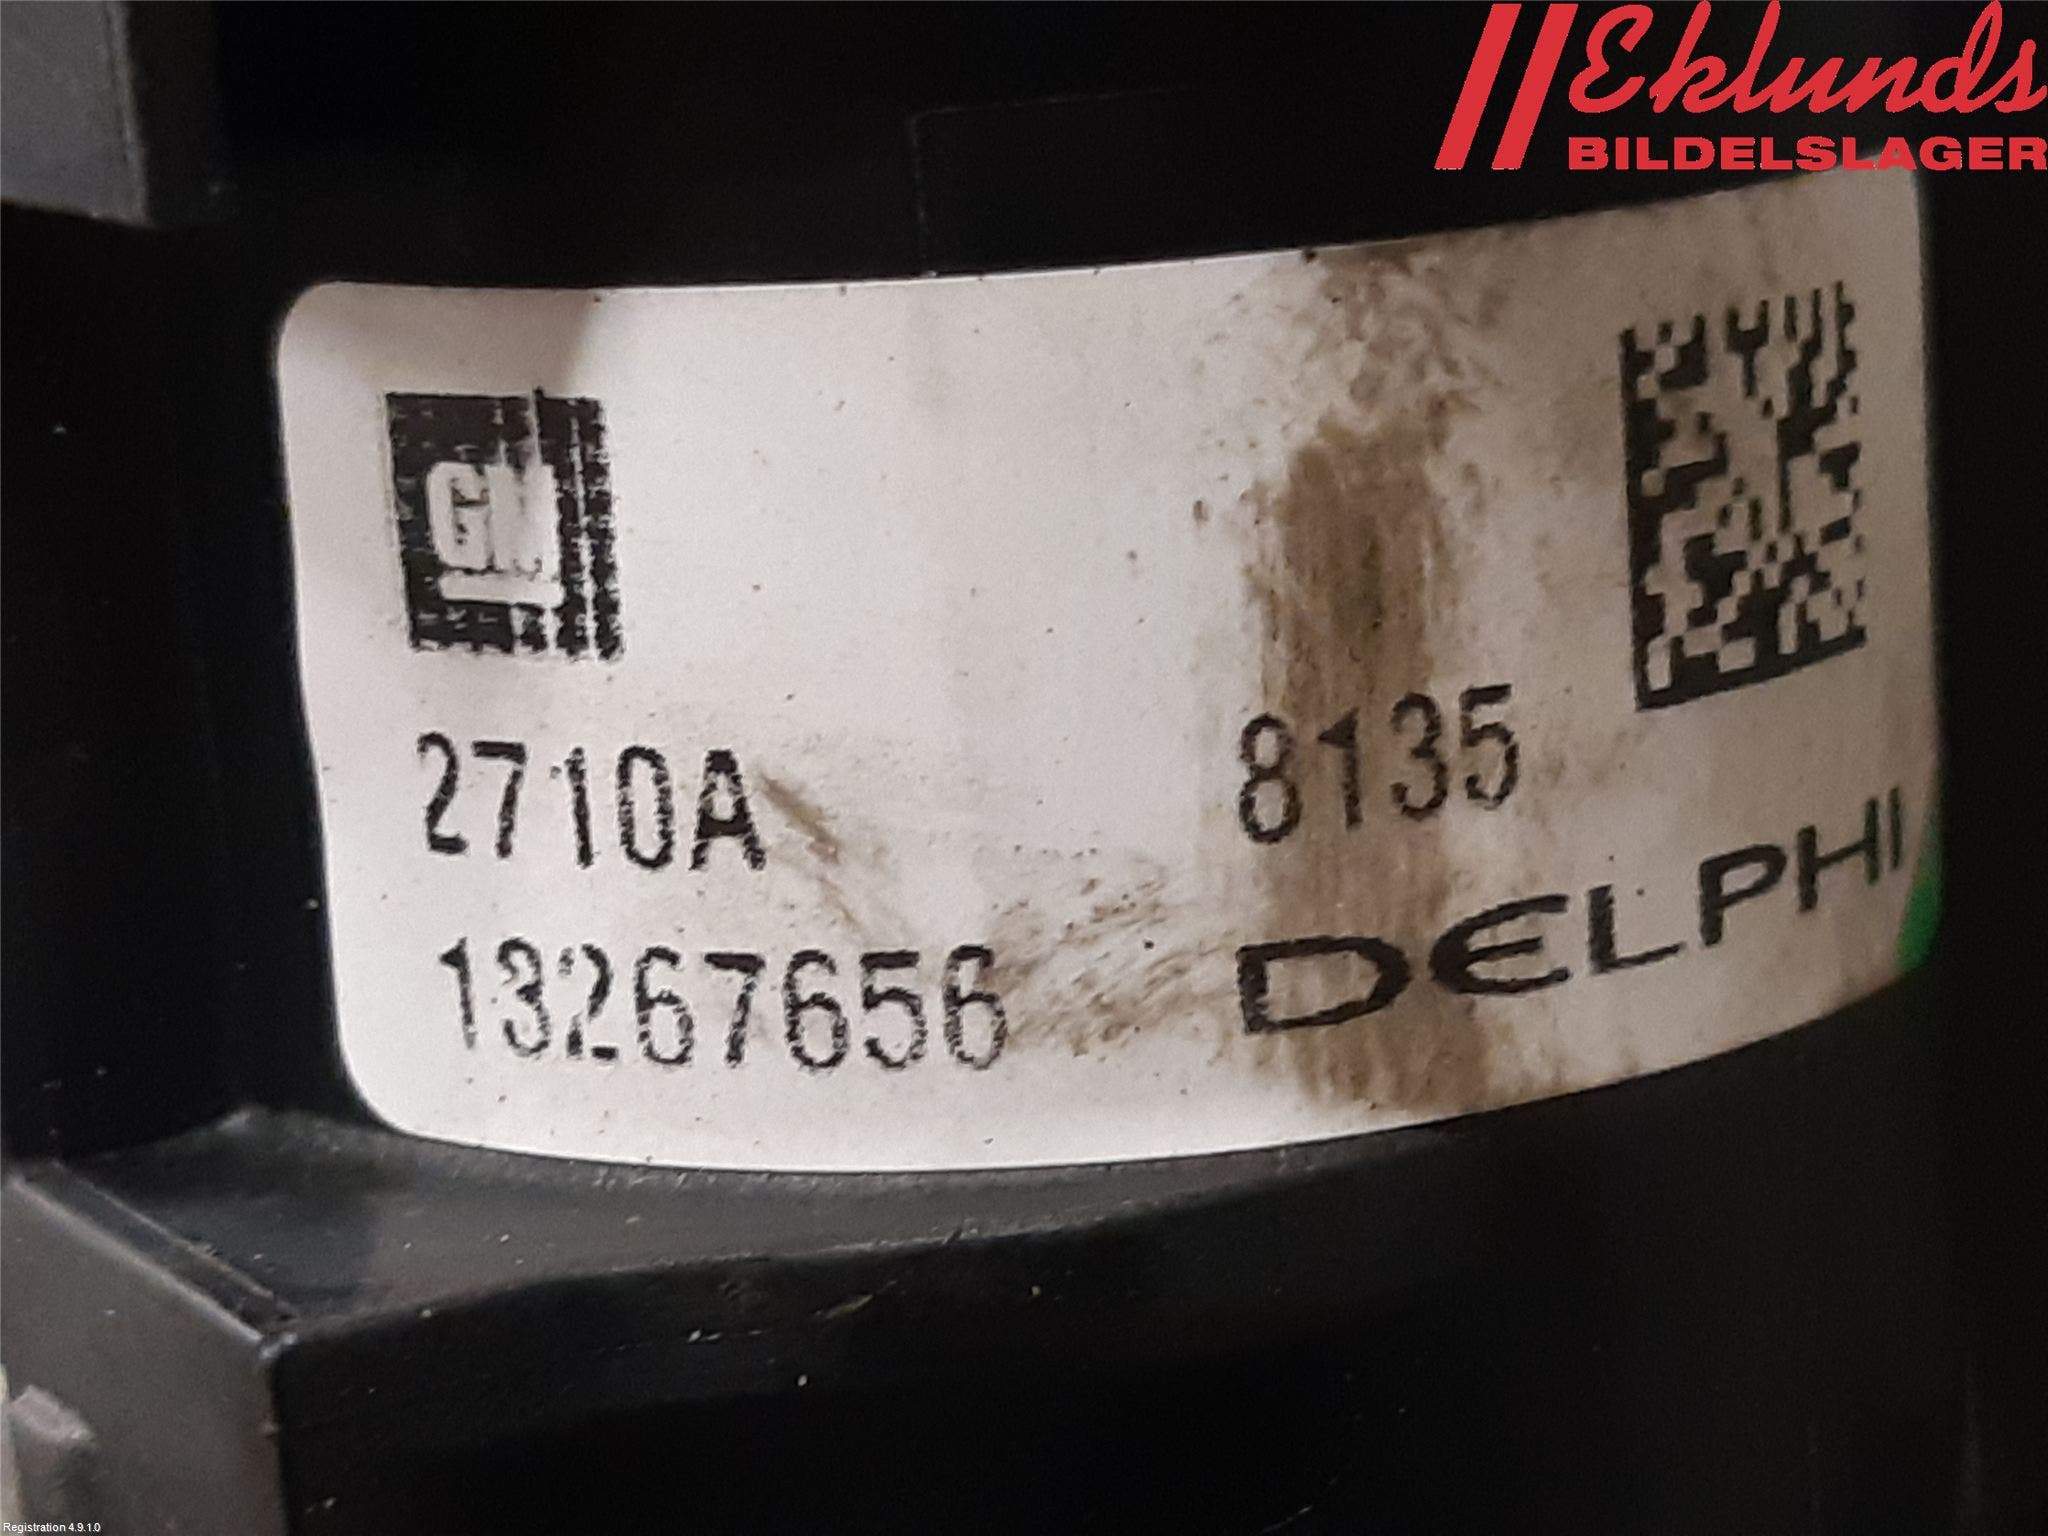 Eklunds
BILDELSLAGER
GM
2710A
8135
13267656
DELPHI
Registration 4.9.1.0